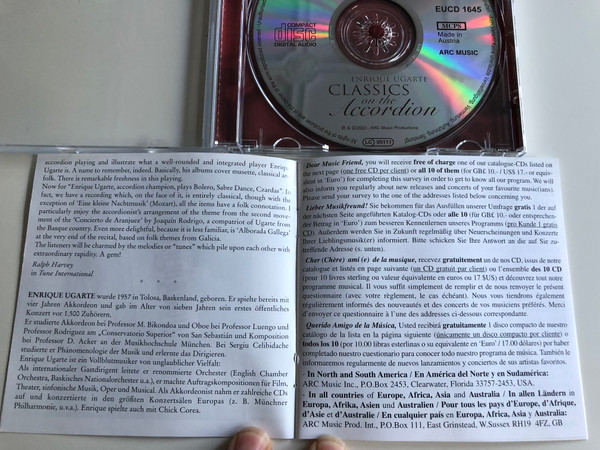 EUCD 1645
COMPACT
disc
DIGITAL AUDIO
MCPS
Made in
Austria
ARC MUSIC
ENRIQUE UGARTE
CLASSICS
on the
Accordion
LC 05111
accordion playing and illustrate what a well-rounded and integrated player Enrique
Ugarte is. A name to remember, indeed. Basically, his albums cover musette, classical and
folk. There is remarkable freshness in this playing.
Now for "Enrique Ugarte, accordion champion, plays Bolero, Sabre Dance, Czardas". In
fact, we have a recording which, on the face of it, is entirely classical, though with the
exception of 'Eine kleine Nachtmusik' (Mozart), all the items have a folk connotation. I
particularly enjoy the accordionist's arrangement of the theme from the second move-
ment of the 'Concierto de Aranjuez' by Joaquin Rodrigo, a compatriot of Ugarte from
the Basque country. Even more delightful, because it is less familiar, is 'Alborada Gallega'
at the very end of the recital, based on folk themes from Galicia.
The listeners will be charmed by the melodies or "tunes" which pile upon each other with
extraordinary rapidity. A gem!
Ralph Harvey
in Tune International
* * *
ENRIQUE UGARTE wurde 1957 in Tolosa, Baskenland, geboren. Er spielte bereits mit
vier Jahren Akkordeon und gab im Alter von sieben Jahren sein erstes öffentliches
Konzert vor 1,500 Zuhörern.
Er studierte Akkordeon bei Professor M. Bikondoa und Oboe bei Professor Luengo und
Professor Rodriguez am „Conservatorio Superior" von San Sebastian und Komposition
bei Professor D. Acker an der Musikhochschule München. Bei Sergiu Celibidache
studierte er Phänomenologie der Musik und erlernte das Dirigieren.
Enrique Ugarte ist ein Vollblutmusiker von unglaublicher Vielfalt:
Als internationaler Gastdirigent leitete er renommierte Orchester (English Chamber
Orchestra, Baskisches Nationalorchester u.a.), er machte Auftragskompositionen für Film,
Theater, sinfonische Musik, Oper und Musical. Als Akkordeonist nahm er zahlreiche CDs
auf und konzertierte in den größten Konzertsälen Europas (z. B. Münchner
Philharmonie, u.v.a.). Enrique spielte auch mit Chick Corea.
Dear Music Friend, you will receive free of charge one of our catalogue-CDs listed on
the next page (one free CD per client) or all 10 of them (for GB£ 10.- / US$ 17.- or equiv-
alent in 'Euro') for completing this survey in order to get to know all our program. We will
also inform you regularly about new releases and concerts of your favourite music(ians).
Please send your survey to the one of the addresses listed below concerning you.
Lieber Musikfreund! Sie bekommen für das Ausfüllen unserer Umfrage gratis 1 der auf
der nächsten Seite angeführten Katalog-CDs oder alle 10 (für GB£ 10.- oder entsprechen-
der Betrag in 'Euro') zum besseren Kennenlernen unseres Programms (pro Kunde 1 gratis
CD). Außerdem werden Sie in Zukunft regelmäßig über Neuerscheinungen und Konzerte
Ihrer Lieblingsmusik(er) informiert. Bitte schicken Sie Ihre Antwort an die auf Sie zu-
treffende Adresse (s. unten).
Cher (Chère) ami (e) de la musique, recevez gratuitement un de nos CD, issus de notre
catalogue et listés en page suivante (un CD gratuit par client) ou l'ensemble des 10 CD
(pour 10 livres sterling ou valeur équivalente en euros ou 17 $US) et découvrez tout notre
programme musical. Il vous suffit simplement de remplir et de nous renvoyer le présent
questionnaire (avec votre règlement, le cas échéant). Nous vous tiendrons également
régulièrement informés des nouveautés et des concerts de vos musiciens préférés. Merci
d'envoyer ce questionnaire à l'une des addresses ci-dessous correspondante.
Querido Amigo de la Música, Usted recibirá gratuitamente 1 disco compacto de nuestro
catálogo de la lista en la página siguiente (únicamente un disco compacto por cliente) o
todos los 10 (por 10.00 libras esterlinas o su equivalente en 'Euro' / 17.00 dólares) por haber
completado nuestro cuestionario para conocer todo nuestro programa de música. También le
informaremos regularmente de nuevos lanzamientos y conciertos de sus artistas favoritos.
In North and South America / En América del Norte y en Sudamérica:
ARC Music Inc., P.O.Box 2453, Clearwater, Florida 33757-2453, USA.
In all countries of Europe, Africa, Asia and Australia / In allen Ländern in
Europa, Afrika, Asien und Australien / Pour tous les pays d'Europe, d'Afrique,
d'Asie et d'Australie / En cualquier país en Europa, Africa, Asia y Australia:
ARC Music Prod. Int., P.O.BOX 111, East Grinstead, W.Sussex RH19 4FZ, GB